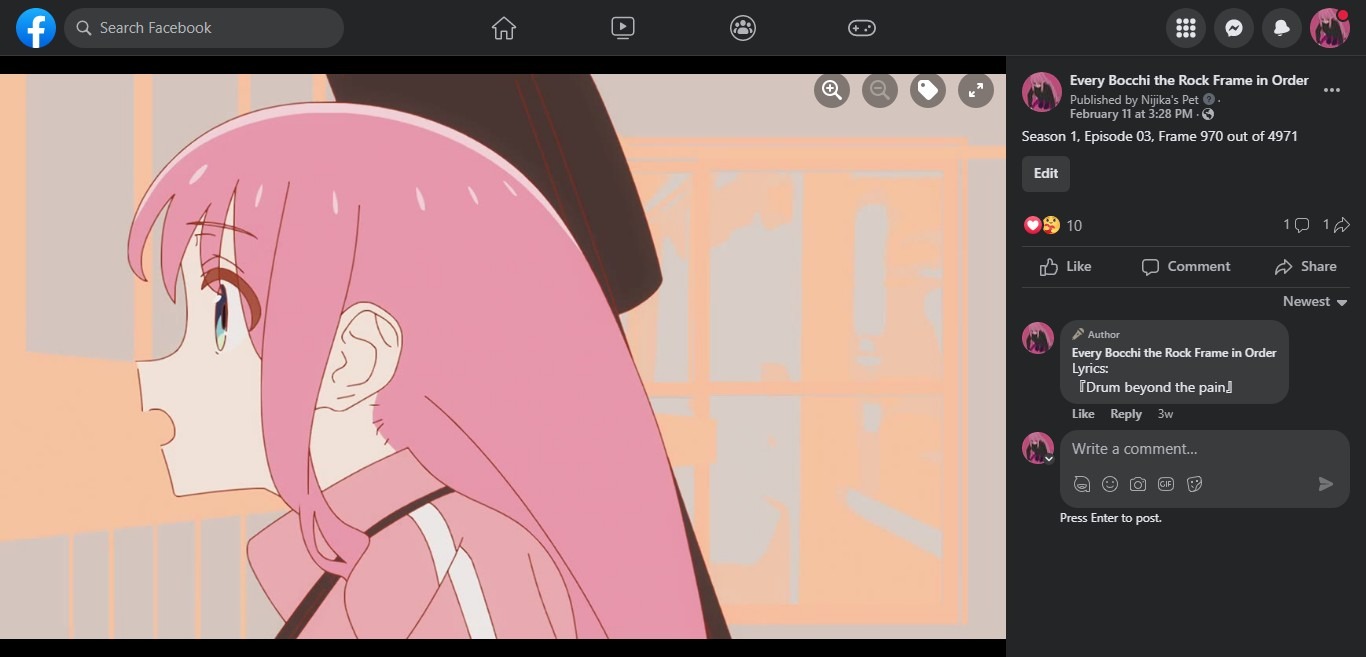 Search Facebook
Every Bocchi the Rock Frame in Order
Published by Nijika's Pet ·
February 11 at 3:28 PM ·
Season 1, Episode 03, Frame 970 out of 4971
Edit
10
1
1
Like
Comment
Share
Newest
Author
Every Bocchi the Rock Frame in Order
Lyrics:
『Drum beyond the pain』
Like Reply 3w
Write a comment...
GIF
Press Enter to post.